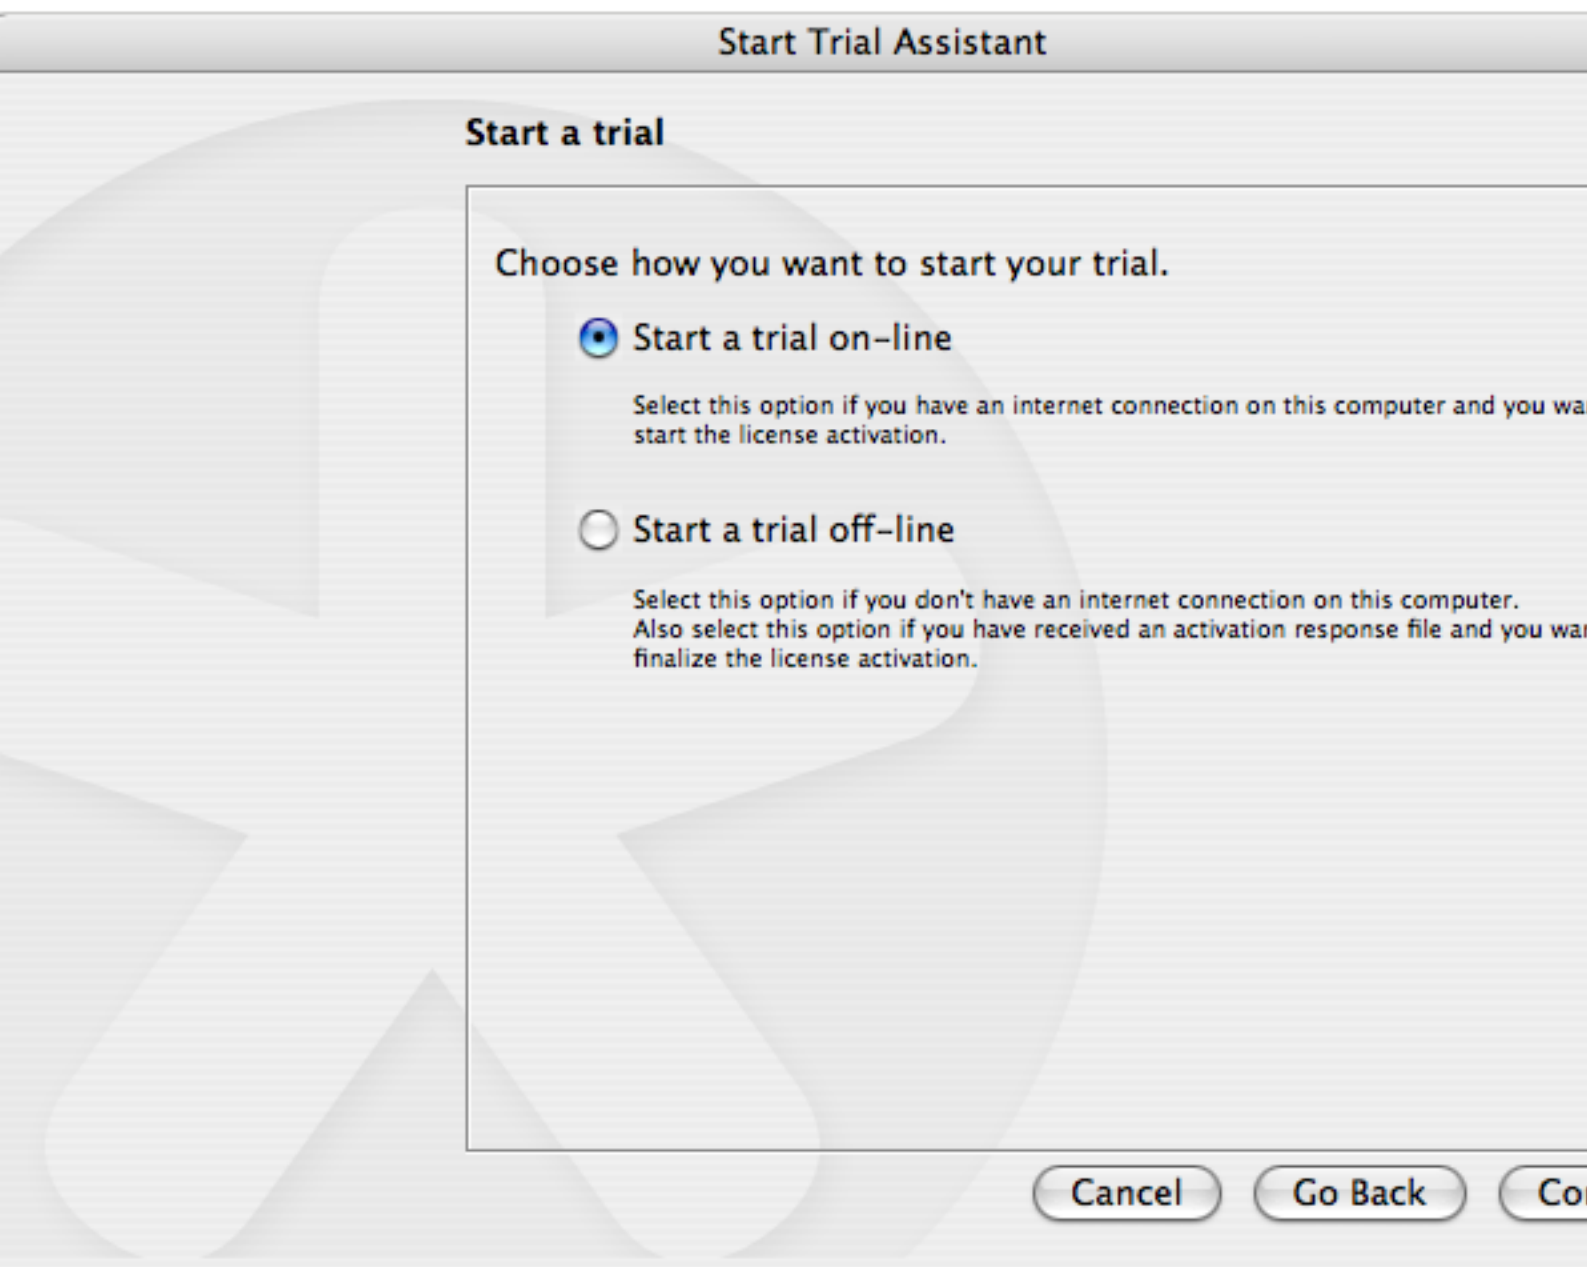 Start Trial Assistant
Start a trial
Choose how you want to start your trial.
Start a trial on-line
Select this option if you have an internet connection on this computer and you
start the license activation.
Start a trial off-line
Select this option if you don't have an internet connection on this computer.
Also select this option if you have received an activation response file and you
finalize the license activation.
Cancel Go Back